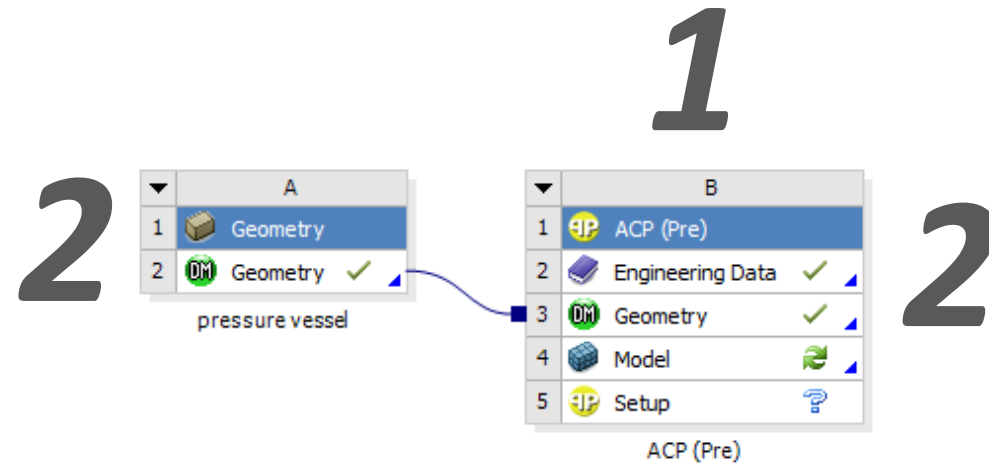 1
2
A
1 Geometry
2 Geometry
pressure vessel
B
1 ACP (Pre)
2 Engineering Data
3 Geometry
4 Model
5 Setup
ACP (Pre)
2